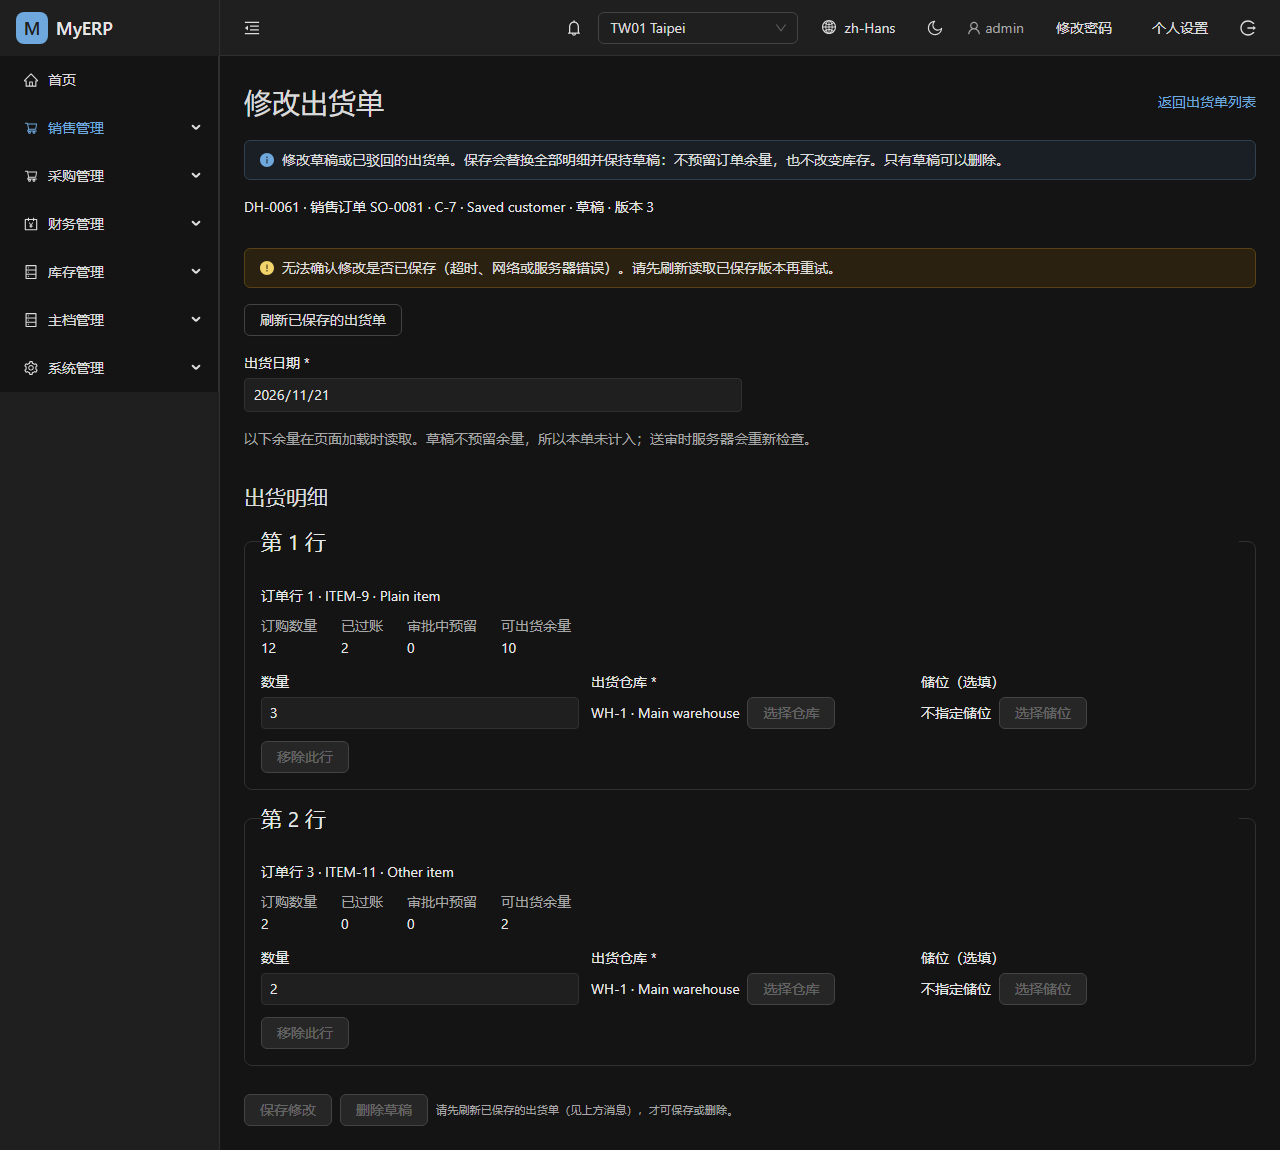 M MyERP
TW01 Taipei
zh-Hans
admin
修改密码
个人设置
首页
销售管理
采购管理
财务管理
库存管理
主档管理
系统管理
修改出货单
返回出货单列表
修改草稿或已驳回的出货单。保存会替换全部明细并保持草稿：不预留订单余量，也不改变库存。只有草稿可以删除。
DH-0061 · 销售订单 SO-0081 · C-7 · Saved customer · 草稿 · 版本 3
无法确认修改是否已保存（超时、网络或服务器错误）。请先刷新读取已保存版本再重试。
刷新已保存的出货单
出货日期 *
2026/11/21
以下余量在页面加载时读取。草稿不预留余量，所以本单未计入；送审时服务器会重新检查。
出货明细
第 1 行
订单行 1 · ITEM-9 · Plain item
订购数量 已过账 审批中预留 可出货余量
12 2 0 10
数量 出货仓库 * 储位（选填）
3 WH-1 · Main warehouse 选择仓库 不指定储位 选择储位
移除此行
第 2 行
订单行 3 · ITEM-11 · Other item
订购数量 已过账 审批中预留 可出货余量
2 0 0 2
数量 出货仓库 * 储位（选填）
2 WH-1 · Main warehouse 选择仓库 不指定储位 选择储位
移除此行
保存修改 删除草稿 请先刷新已保存的出货单（见上方消息），才可保存或删除。